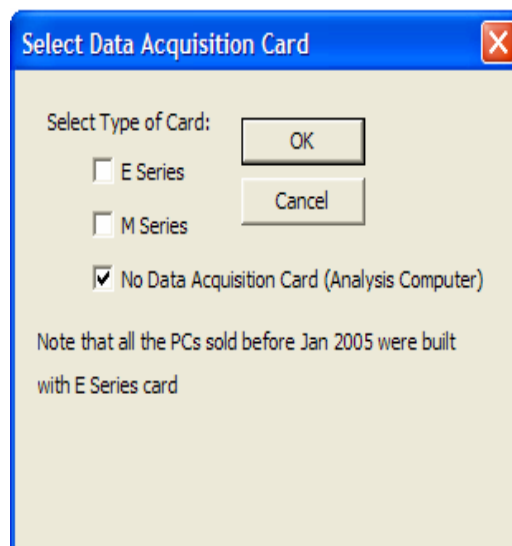 Select Data Acquisition Card
Select Type of Card:
OK
E Series
Cancel
M Series
No Data Acquisition Card (Analysis Computer)
Note that all the PCs sold before Jan 2005 were built
with E Series card